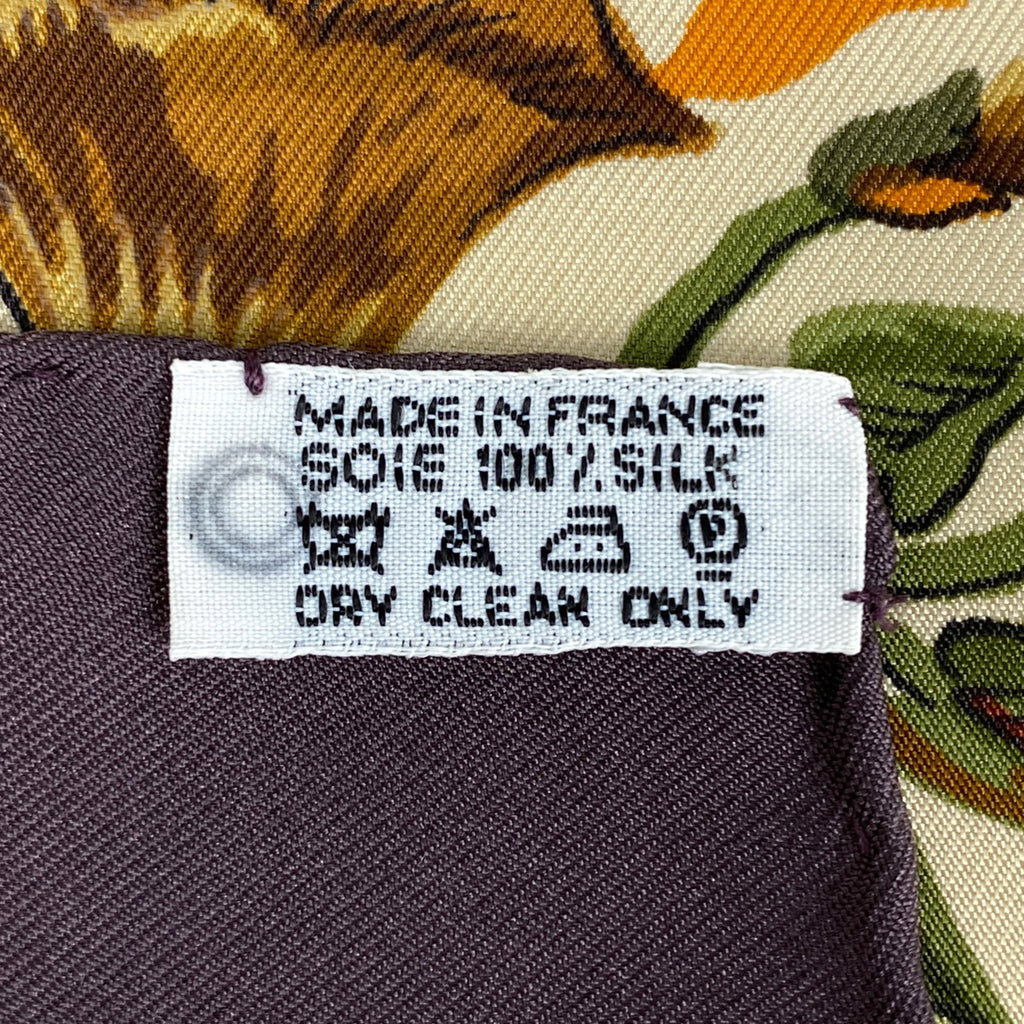 MADE IN FRANCE
SOIE 100% SILK
P
DRY CLEAN ONLY